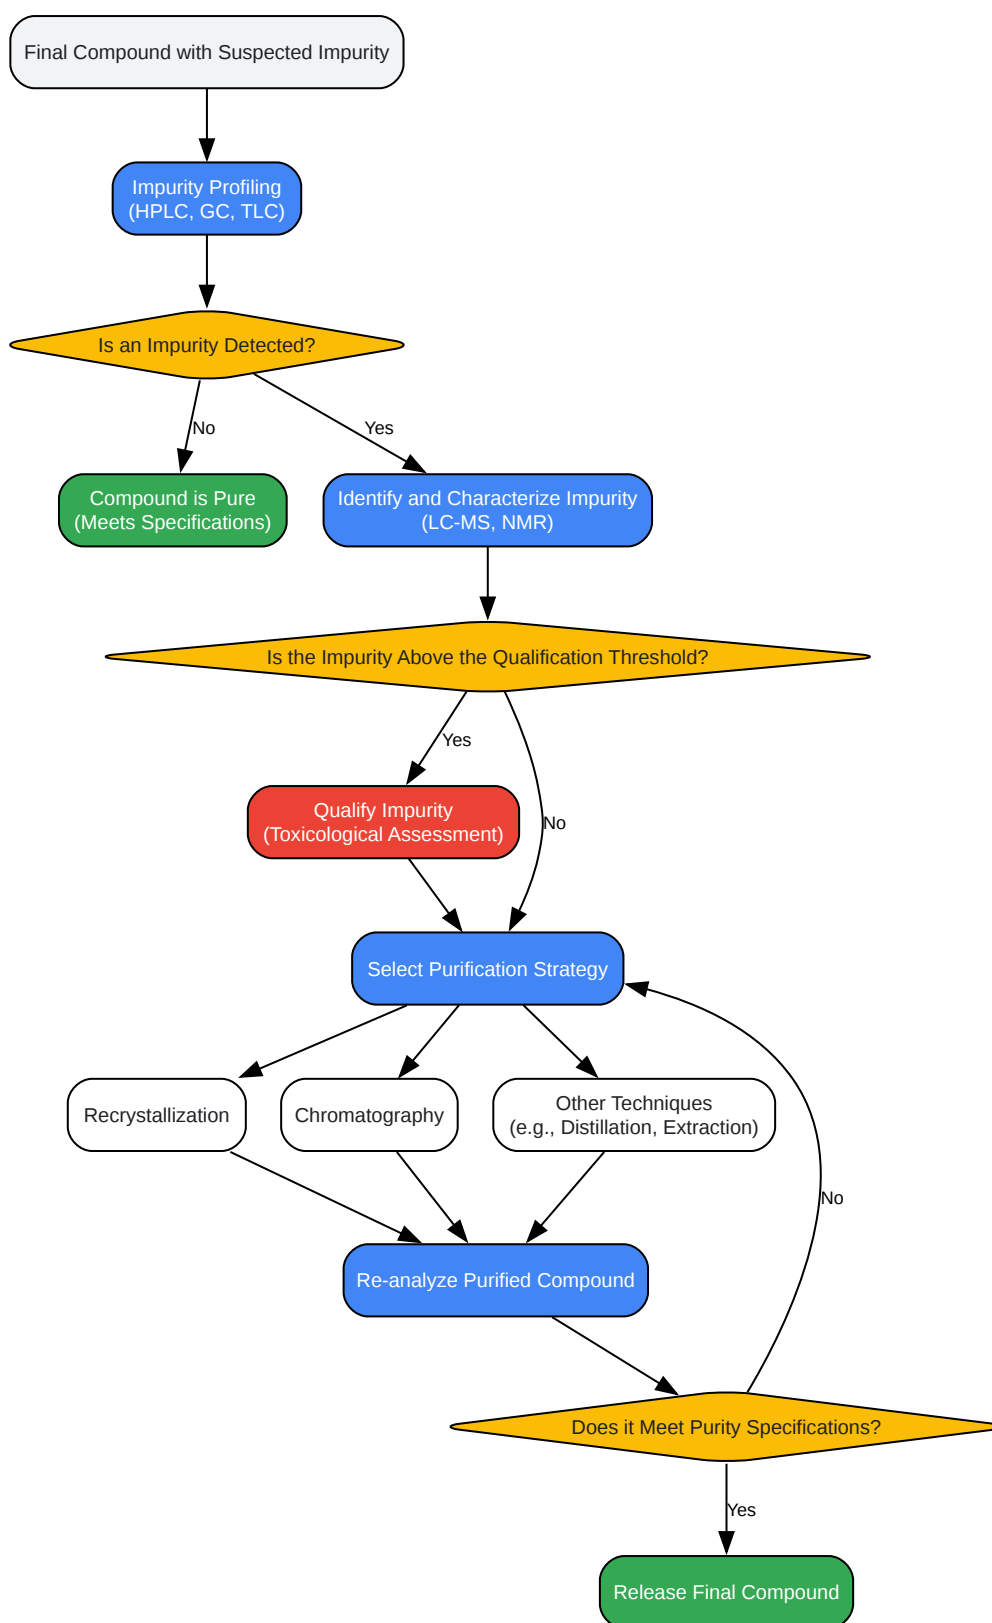 Final Compound with Suspected Impurity
Impurity Profiling
(HPLC, GC, TLC)
Is an Impurity Detected?
No
Yes
Compound is Pure
(Meets Specifications)
Identify and Characterize Impurity
(LC-MS, NMR)
Is the Impurity Above the Qualification Threshold?
Yes
Qualify Impurity
(Toxicological Assessment)
No
Select Purification Strategy
Recrystallization
Chromatography
Other Techniques
(e.g., Distillation, Extraction)
No
Re-analyze Purified Compound
Does it Meet Purity Specifications?
Yes
Release Final Compound